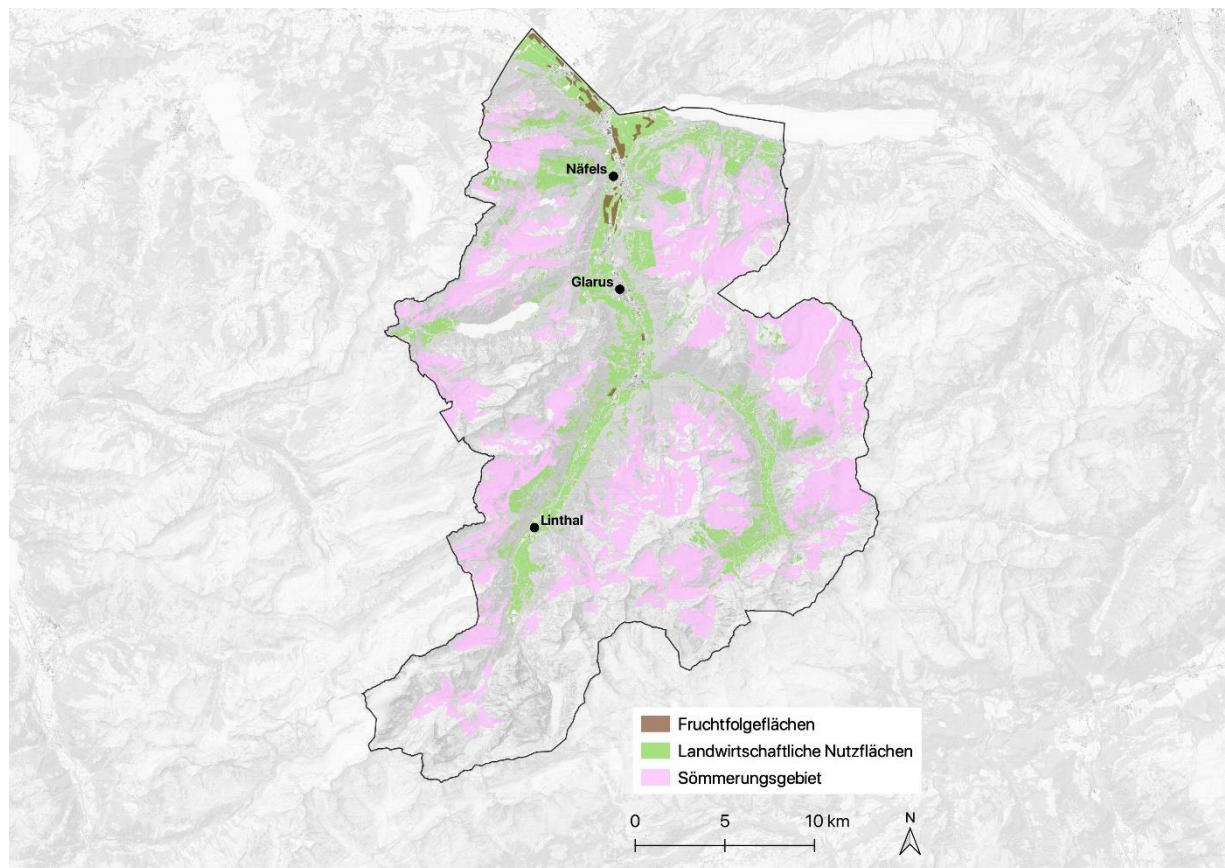 Näfels
Glarus
Linthal
Fruchtfolgeflächen
Landwirtschaftliche Nutzflächen
Sömmerungsgebiet
0 5 10 km
N